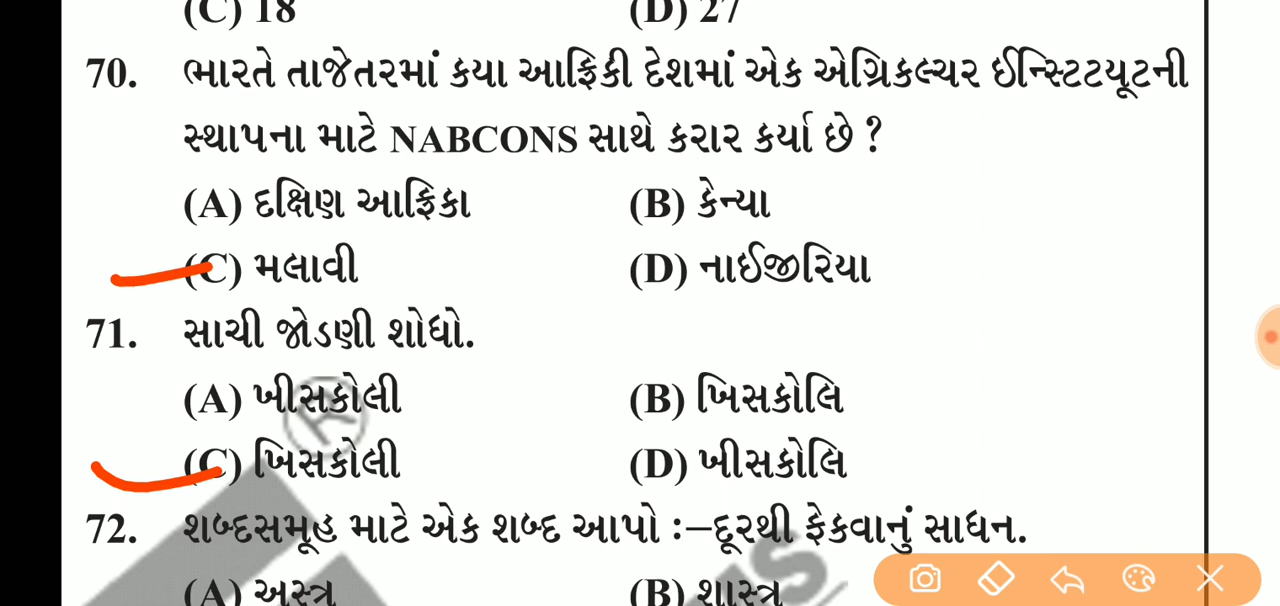 (C) 18 (D) 27
70. ભારતે તાજેતરમાં કયા આફ્રિકી દેશમાં એક એગ્રિકલ્ચર ઈન્સ્ટિટયૂટની
સ્થાપના માટે NABCONS સાથે કરાર કર્યા છે ?
(A) દક્ષિણ આફ્રિકા (B) કેન્યા
(C) મલાવી (D) નાઈજીરિયા
71. સાચી જોડણી શોધો.
(A) ખીસકોલી (B) ખિસકોલિ
(C) ખિસકોલી (D) ખીસકોલિ
72. શબ્દસમૂહ માટે એક શબ્દ આપો :–દૂરથી ફેકવાનું સાધન.
(A) અસ્ત્ર (B) શાસ્ત્ર